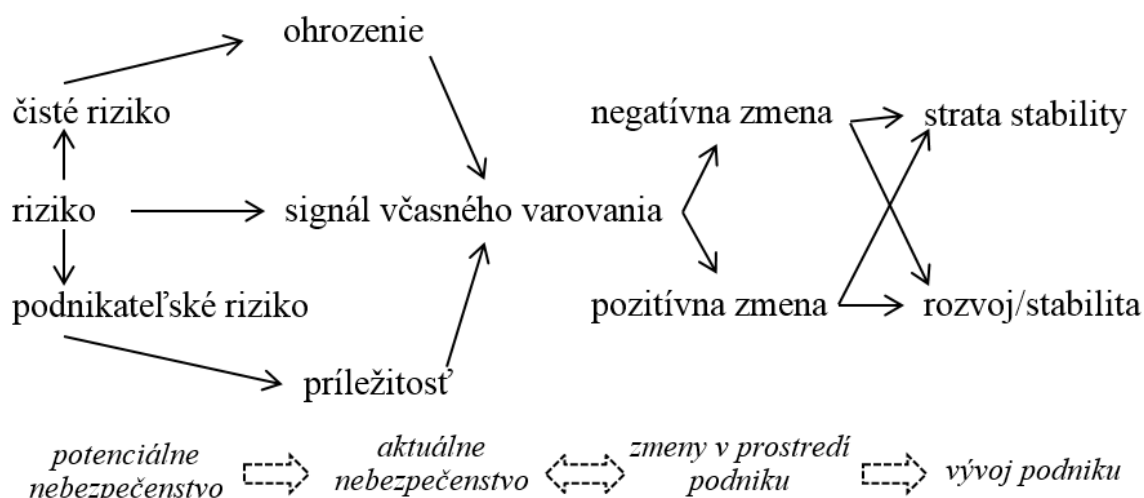 ohrozenie
čisté riziko
negatívna zmena
strata stability
riziko
signál včasného varovania
podnikateľské riziko
pozitívna zmena
rozvoj/stabilita
príležitosť
potenciálne
nebezpečenstvo
aktuálne
nebezpečenstvo
zmeny v prostredí
podniku
vývoj podniku